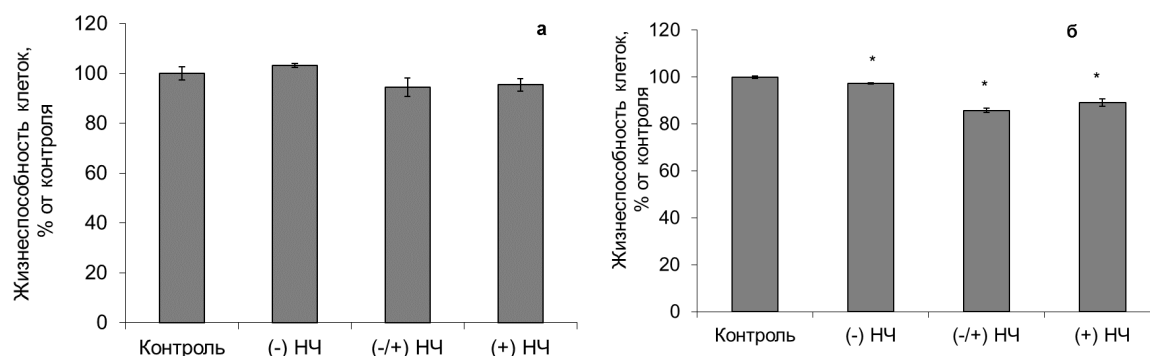 Жизнеспособность клеток,
% от контроля
120
100
80
60
40
20
0
а
Контроль
(-) НЧ
(-/+) НЧ
(+) НЧ
Жизнеспособность клеток,
% от контроля
120
100
80
60
40
20
0
б
*
*
*
Контроль
(-) НЧ
(-/+) НЧ
(+) НЧ